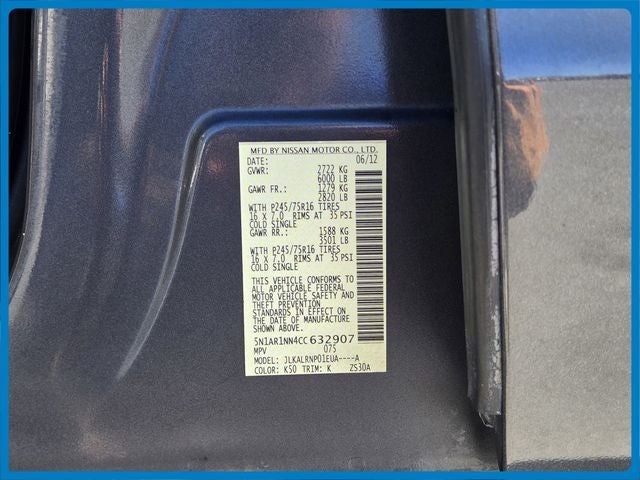 MFD BY NISSAN MOTOR CO., LTD.
DATE: 06/12
GVWR: 2722 KG
6000 LB
GAWR FR.: 1279 KG
2820 LB
WITH P245/75R16 TIRES
16 X 7.0 RIMS AT 35 PSI
COLD SINGLE
GAWR RR.: 1588 KG
3501 LB
WITH P245/75R16 TIRES
16 X 7.0 RIMS AT 35 PSI
COLD SINGLE
THIS VEHICLE CONFORMS TO
ALL APPLICABLE FEDERAL
MOTOR VEHICLE SAFETY AND
THEFT PREVENTION
STANDARDS IN EFFECT ON
THE DATE OF MANUFACTURE
SHOWN ABOVE.
5N1AR1NN4CC 632907
MPV 075
MODEL: JLKALRNP01EUA----A
COLOR: K50 TRIM: K ZS30A